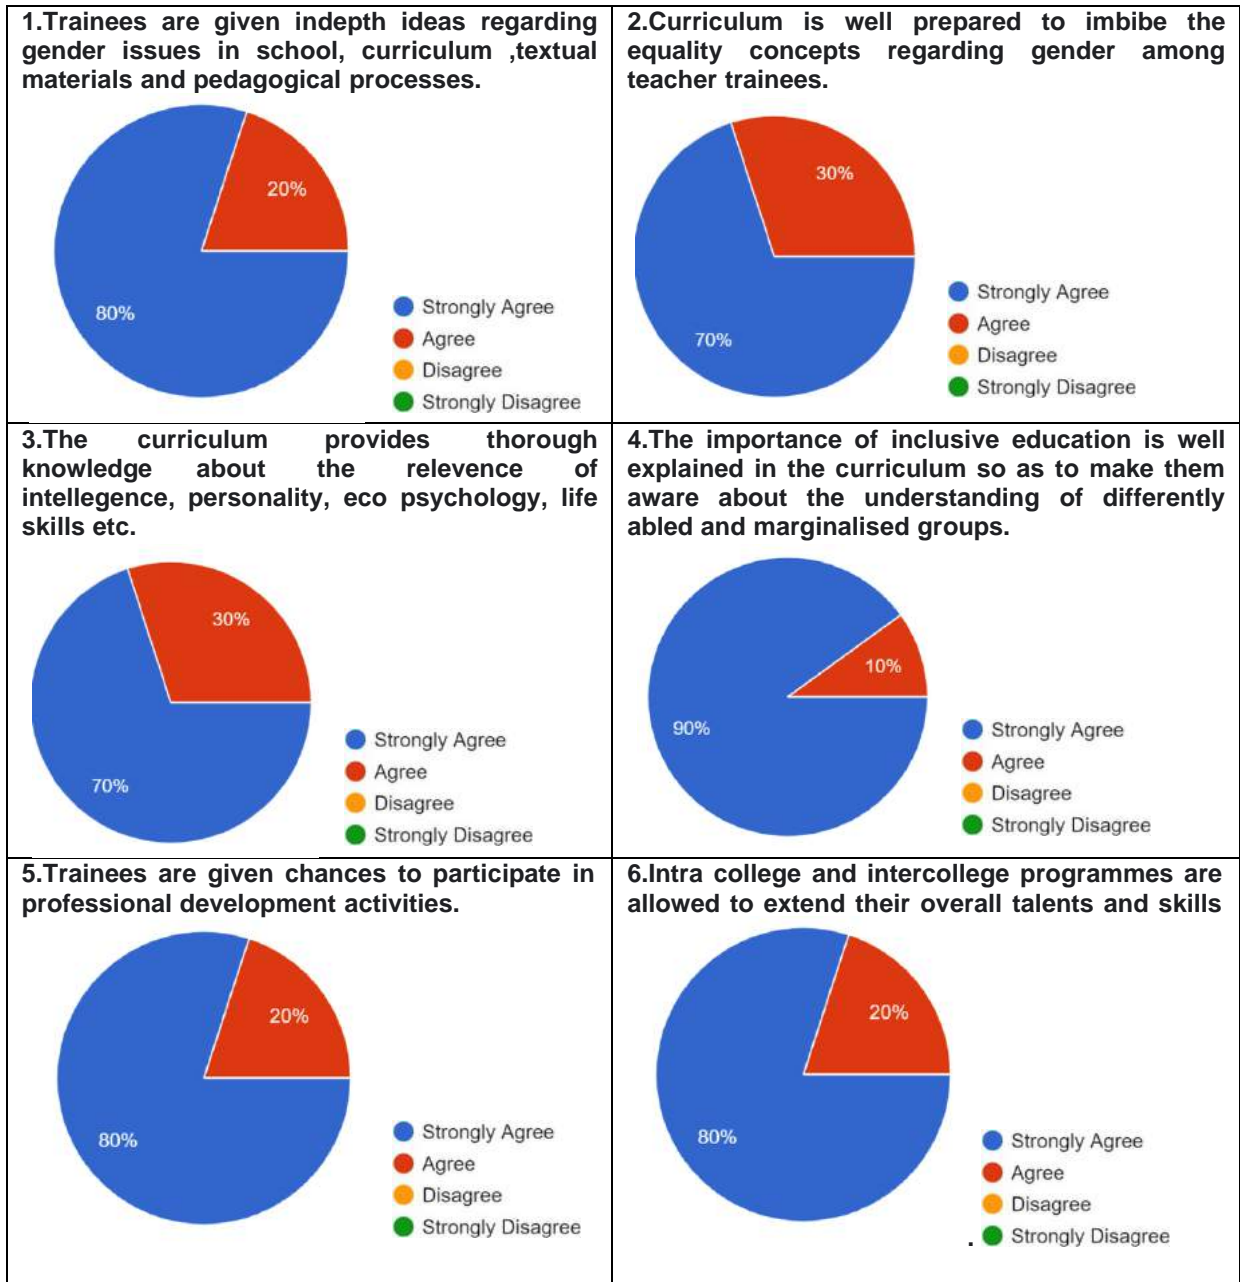 1.Trainees are given indepth ideas regarding
gender issues in school, curriculum ,textual
materials and pedagogical processes.
20%
80%
Strongly Agree
Agree
Disagree
Strongly Disagree
2.Curriculum is well prepared to imbibe the
equality concepts regarding gender among
teacher trainees.
30%
70%
Strongly Agree
Agree
Disagree
Strongly Disagree
3.The curriculum provides thorough
knowledge about the relevence of
intellegence, personality, eco psychology, life
skills etc.
30%
70%
Strongly Agree
Agree
Disagree
Strongly Disagree
4.The importance of inclusive education is well
explained in the curriculum so as to make them
aware about the understanding of differently
abled and marginalised groups.
10%
90%
Strongly Agree
Agree
Disagree
Strongly Disagree
5.Trainees are given chances to participate in
professional development activities.
20%
80%
Strongly Agree
Agree
Disagree
Strongly Disagree
6.Intra college and intercollege programmes are
allowed to extend their overall talents and skills
20%
80%
Strongly Agree
Agree
Disagree
. Strongly Disagree